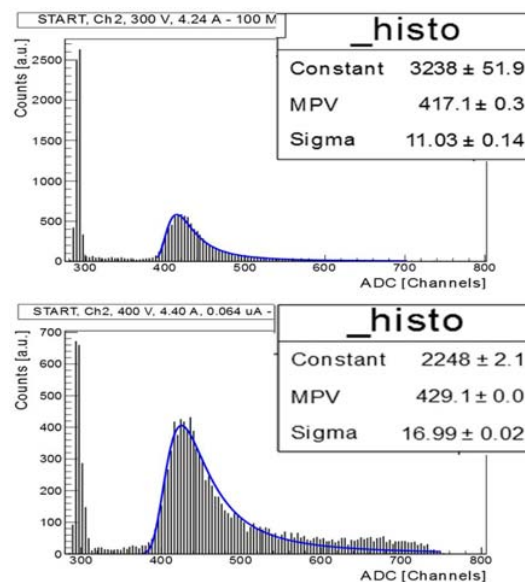 START, Ch2, 300 V, 4.24 A - 100 M
_histo
Constant 3238 ± 51.9
MPV 417.1 ± 0.3
Sigma 11.03 ± 0.14
Counts [a.u.]
2500
2000
1500
1000
500
0
300 400 500 600 700 800
ADC [Channels]
START, Ch2, 400 V, 4.40 A, 0.064 uA -
_histo
Constant 2248 ± 2.1
MPV 429.1 ± 0.0
Sigma 16.99 ± 0.02
Counts [a.u.]
700
600
500
400
300
200
100
0
300 400 500 600 700 800
ADC [Channels]